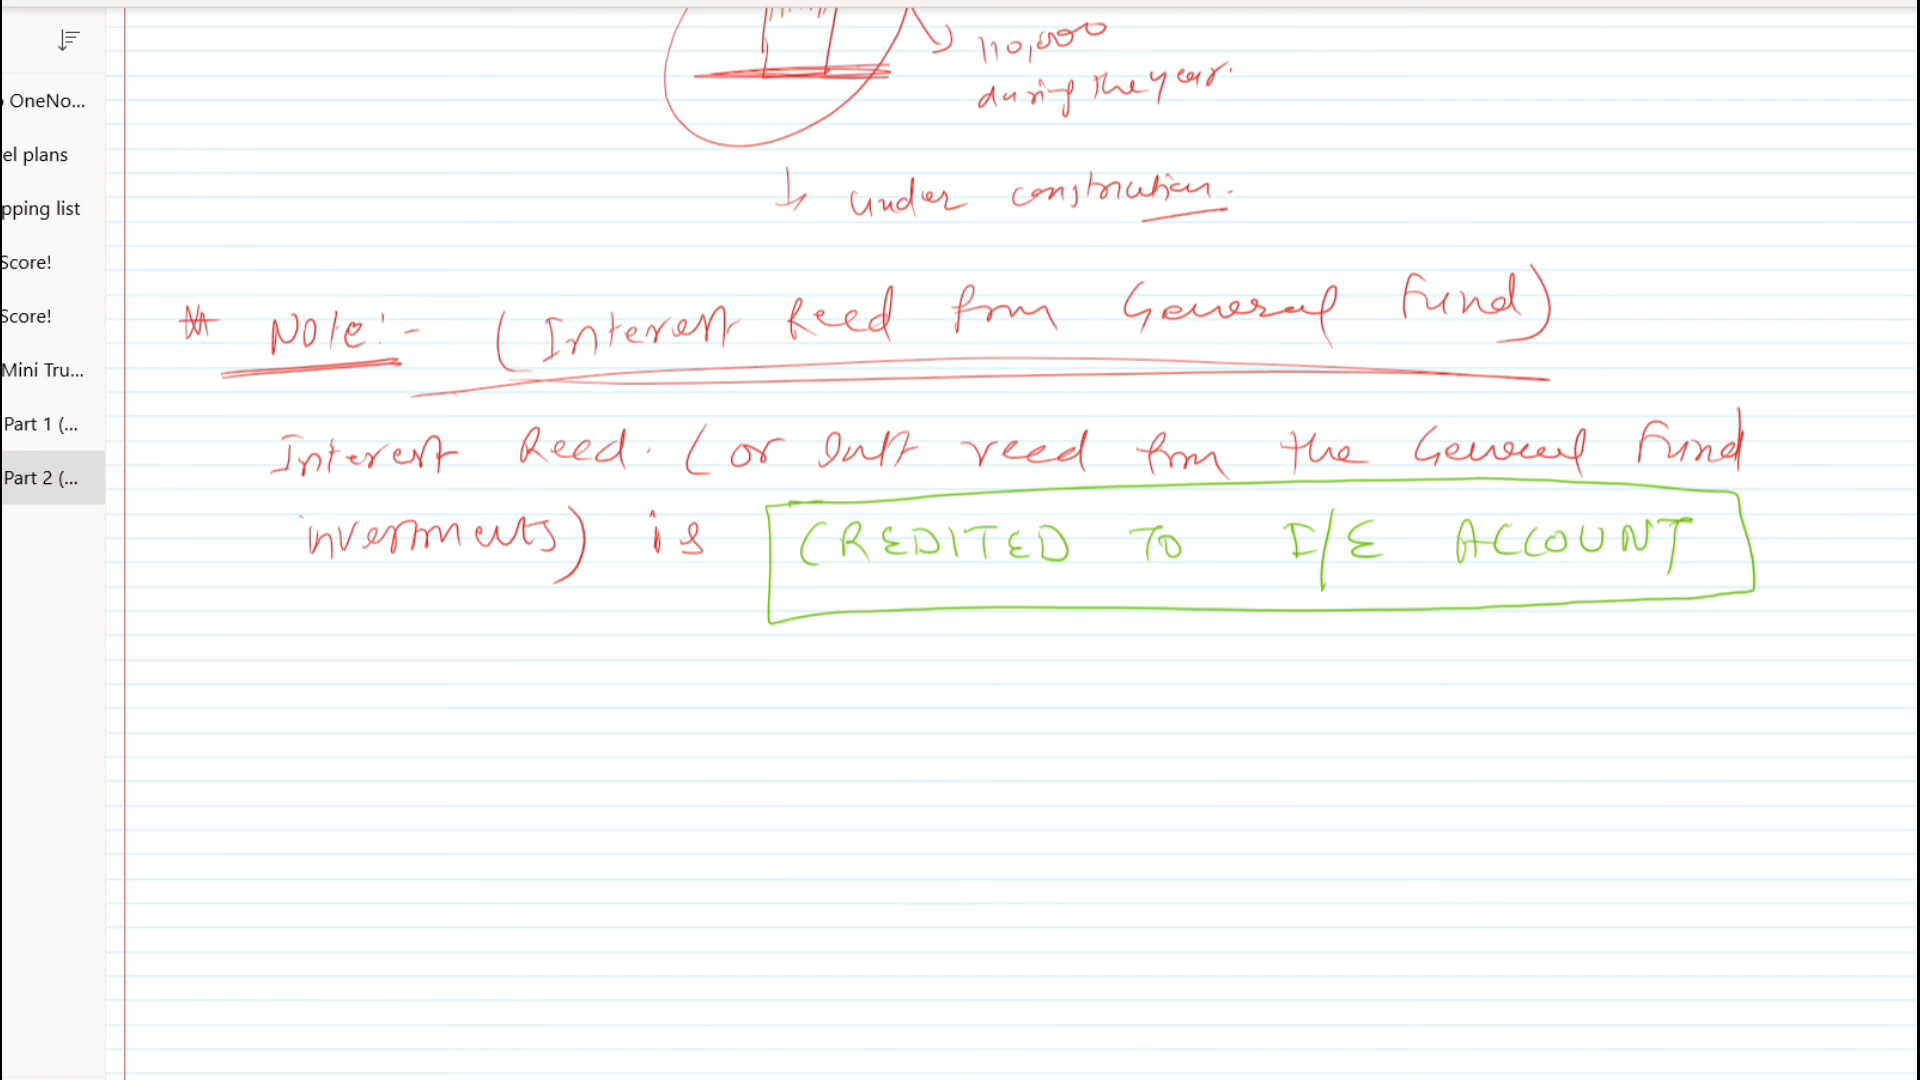 OneNo...
el plans
pping list
Score!
Score!
Mini Tru...
Part 1 (...
Part 2 (...
110,000
during the year.
↳ under construction.
** Note:- (Interest Recd from General Fund)
Interest Recd. (or Intt recd from the General Fund
investments) is CREDITED TO I/E ACCOUNT